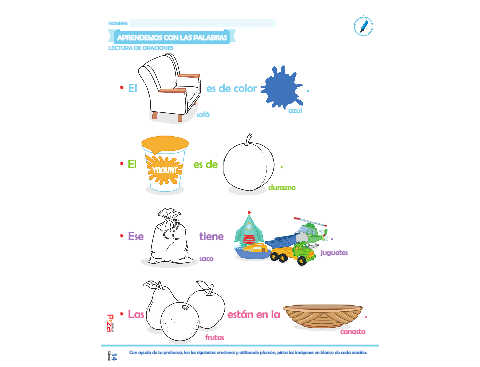 NOMBRE:
APRENDEMOS CON LAS PALABRAS
LECTURA DE ORACIONES
El es de color .
sofá azul
El es de .
durazno
Ese tiene .
saco juguetes
Las están en la .
frutas canasta
Con ayuda de tu profesora, lee las siguientes oraciones y utilizando plumón, pinta las imágenes en blanco de cada oración.